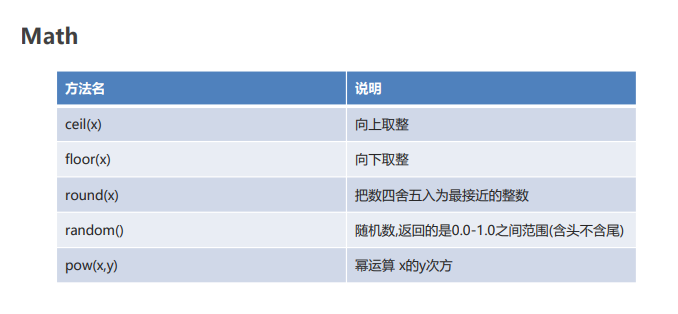 Math
方法名 说明
ceil(x) 向上取整
floor(x) 向下取整
round(x) 把数四舍五入为最接近的整数
random() 随机数,返回的是0.0-1.0之间范围(含头不含尾)
pow(x,y) 幂运算 x的y次方